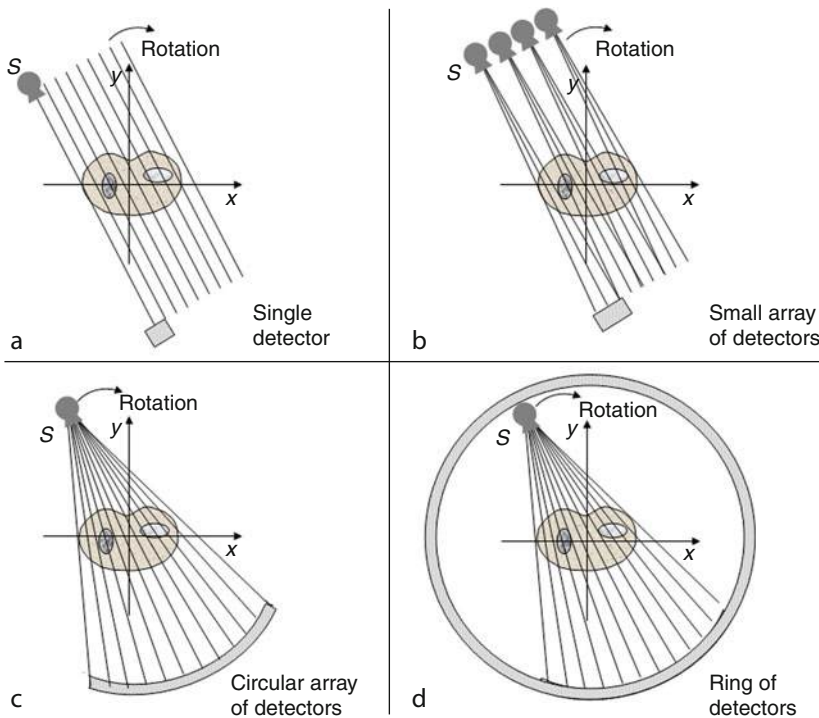 Rotation
S
y
x
Single
detector
a
Rotation
S
y
x
Small array
of detectors
b
Rotation
S
y
x
Circular array
of detectors
c
Rotation
S
y
x
Ring of
detectors
d